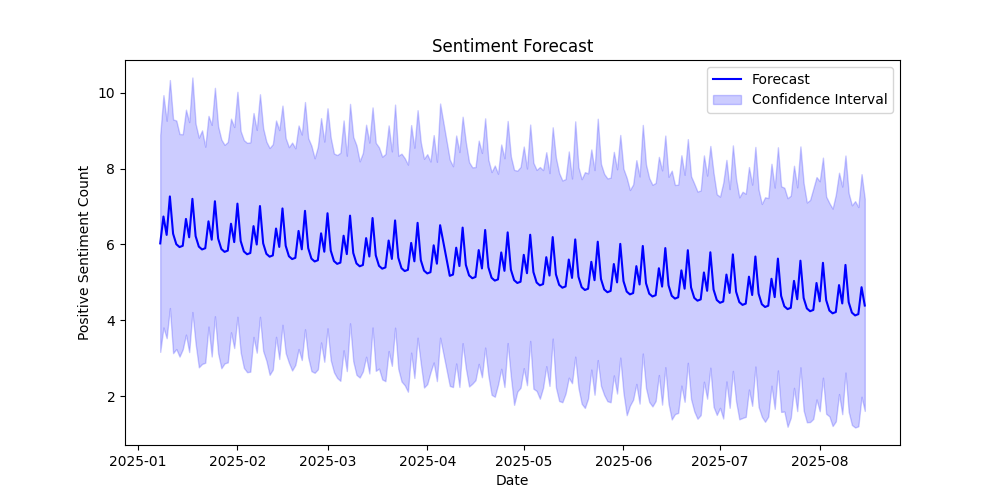 Sentiment Forecast
Forecast
Confidence Interval
Positive Sentiment Count
10
8
6
4
2
2025-01 2025-02 2025-03 2025-04 2025-05 2025-06 2025-07 2025-08
Date